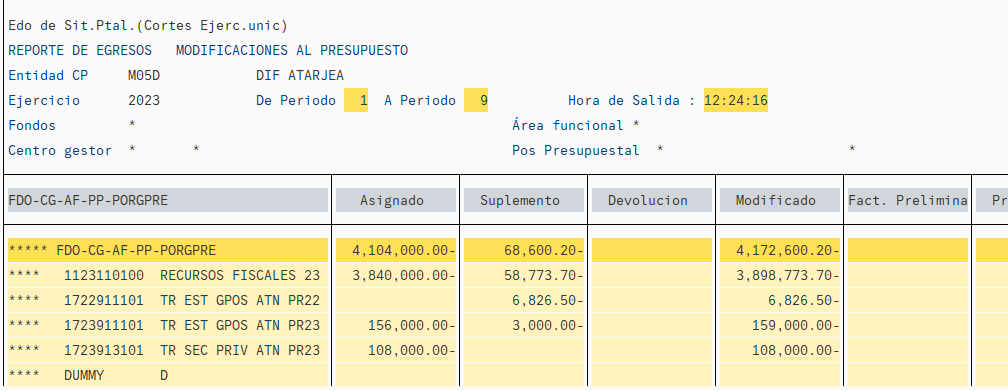 Edo de Sit.Ptal.(Cortes Ejerc.unic)
REPORTE DE EGRESOS MODIFICACIONES AL PRESUPUESTO
Entidad CP M05D DIF ATARJEA
Ejercicio 2023 De Periodo 1 A Periodo 9 Hora de Salida : 12:24:16
Fondos * Área funcional *
Centro gestor * * Pos Presupuestal * *
FDO-CG-AF-PP-PORGPRE Asignado Suplemento Devolucion Modificado Fact. Prelimina Pr
***** FDO-CG-AF-PP-PORGPRE 4,104,000.00- 68,600.20- 4,172,600.20-
**** 1123110100 RECURSOS FISCALES 23 3,840,000.00- 58,773.70- 3,898,773.70-
**** 1722911101 TR EST GPOS ATN PR22 6,826.50- 6,826.50-
**** 1723911101 TR EST GPOS ATN PR23 156,000.00- 3,000.00- 159,000.00-
**** 1723913101 TR SEC PRIV ATN PR23 108,000.00- 108,000.00-
**** DUMMY D